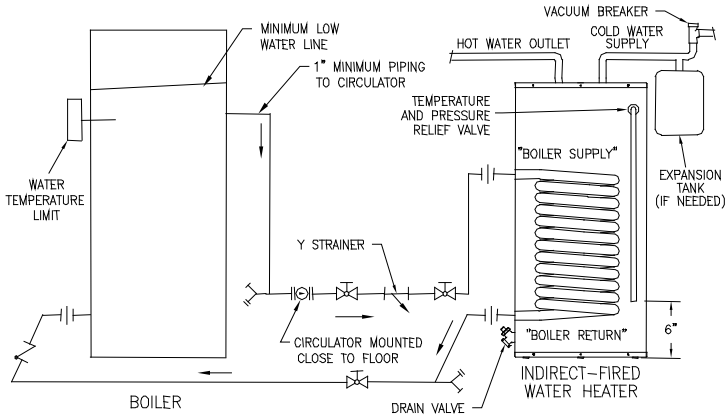 VACUUM BREAKER
MINIMUM LOW
WATER LINE
COLD WATER
SUPPLY
HOT WATER OUTLET
1" MINIMUM PIPING
TO CIRCULATOR
TEMPERATURE
AND PRESSURE
RELIEF VALVE
"BOILER SUPPLY"
EXPANSION
TANK
(IF NEEDED)
WATER
TEMPERATURE
LIMIT
Y STRAINER
CIRCULATOR MOUNTED
CLOSE TO FLOOR
"BOILER RETURN"
6"
BOILER
INDIRECT-FIRED
WATER HEATER
DRAIN VALVE